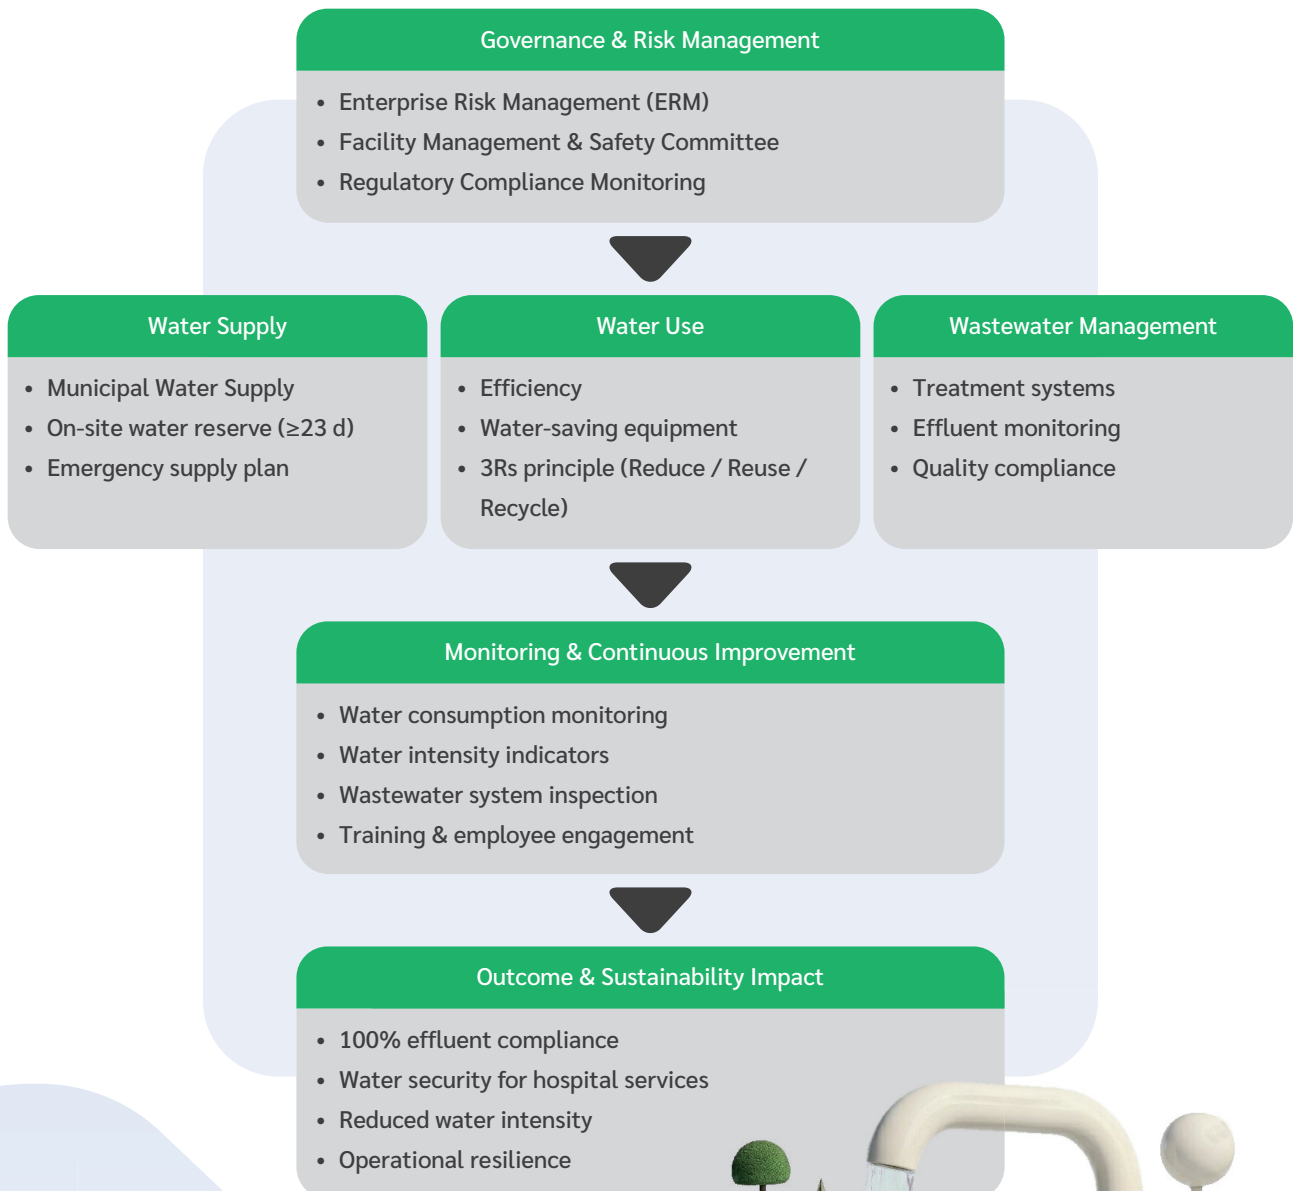 Governance & Risk Management
• Enterprise Risk Management (ERM)
• Facility Management & Safety Committee
• Regulatory Compliance Monitoring
Water Supply
• Municipal Water Supply
• On-site water reserve (≥23 d)
• Emergency supply plan
Water Use
• Efficiency
• Water-saving equipment
• 3Rs principle (Reduce / Reuse /
Recycle)
Wastewater Management
• Treatment systems
• Effluent monitoring
• Quality compliance
Monitoring & Continuous Improvement
• Water consumption monitoring
• Water intensity indicators
• Wastewater system inspection
• Training & employee engagement
Outcome & Sustainability Impact
• 100% effluent compliance
• Water security for hospital services
• Reduced water intensity
• Operational resilience